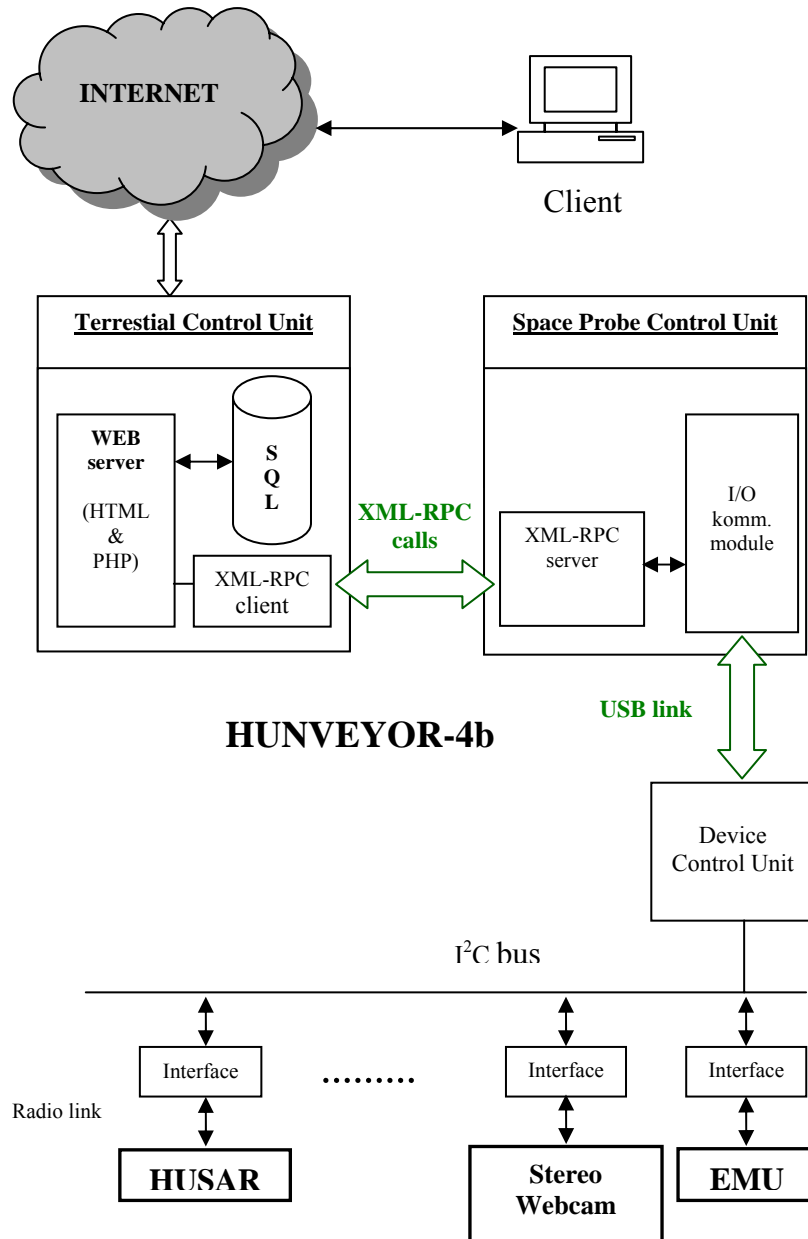 INTERNET
Client
Terrestial Control Unit
Space Probe Control Unit
WEB
server
(HTML
&
PHP)
S
Q
L
XML-RPC
client
XML-RPC
calls
XML-RPC
server
I/O
komm.
module
USB link
HUNVEYOR-4b
Device
Control Unit
I²C bus
Interface
.........
Interface
Interface
Radio link
HUSAR
Stereo
Webcam
EMU